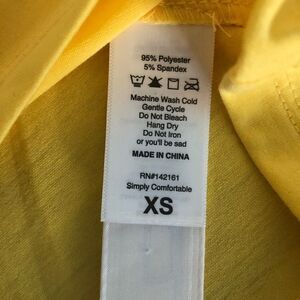 95% Polyester
5% Spandex
Machine Wash Cold
Gentle Cycle
Do Not Bleach
Hang Dry
Do Not Iron
or you'll be sad
MADE IN CHINA
RN#142161
Simply Comfortable
XS